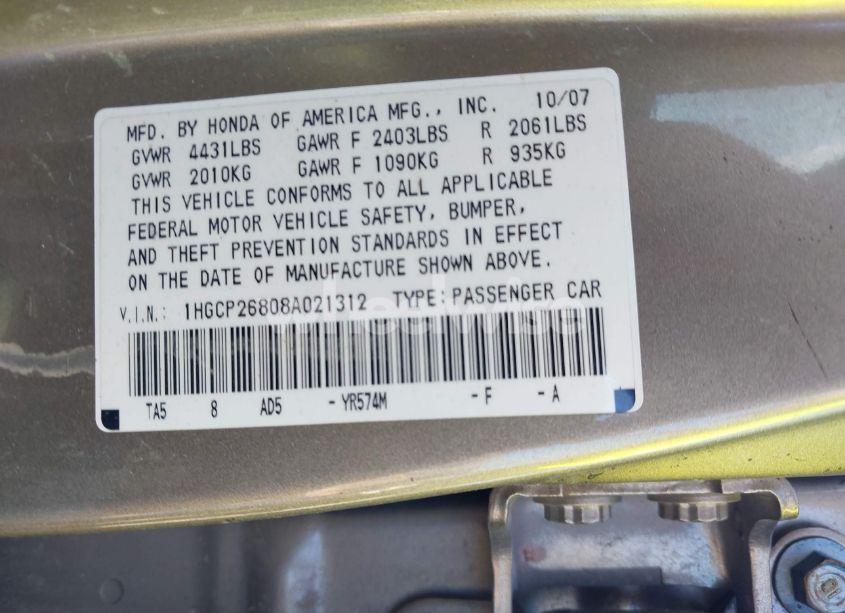 MFD. BY HONDA OF AMERICA MFG., INC. 10/07
GVWR 4431LBS GAWR F 2403LBS R 2061LBS
GVWR 2010KG GAWR F 1090KG R 935KG
THIS VEHICLE CONFORMS TO ALL APPLICABLE
FEDERAL MOTOR VEHICLE SAFETY, BUMPER,
AND THEFT PREVENTION STANDARDS IN EFFECT
ON THE DATE OF MANUFACTURE SHOWN ABOVE.
V.I.N.: 1HGCP26808A021312 TYPE: PASSENGER CAR
wheelwise
TA5 8 AD5 -YR574M -F -A